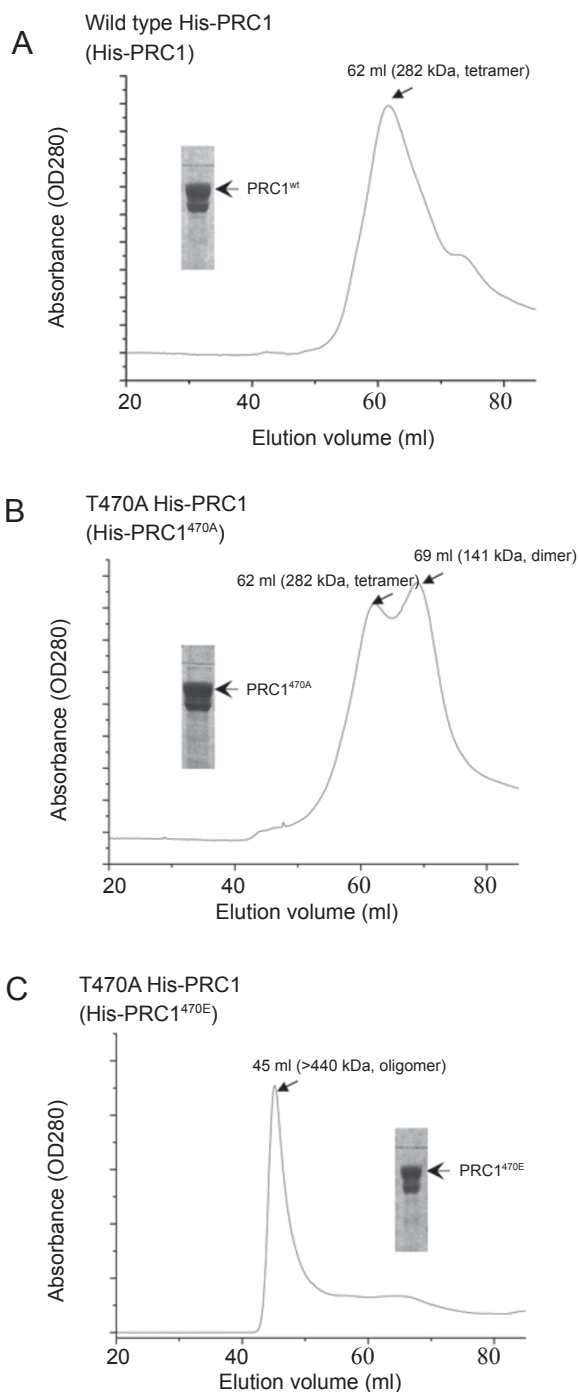 A
Wild type His-PRC1
(His-PRC1)
62 ml (282 kDa, tetramer)
PRC1wt
Absorbance (OD280)
20 40 60 80
Elution volume (ml)
B
T470A His-PRC1
(His-PRC1470A)
69 ml (141 kDa, dimer)
62 ml (282 kDa, tetramer)
PRC1470A
Absorbance (OD280)
20 40 60 80
Elution volume (ml)
C
T470A His-PRC1
(His-PRC1470E)
45 ml (>440 kDa, oligomer)
PRC1470E
Absorbance (OD280)
20 40 60 80
Elution volume (ml)